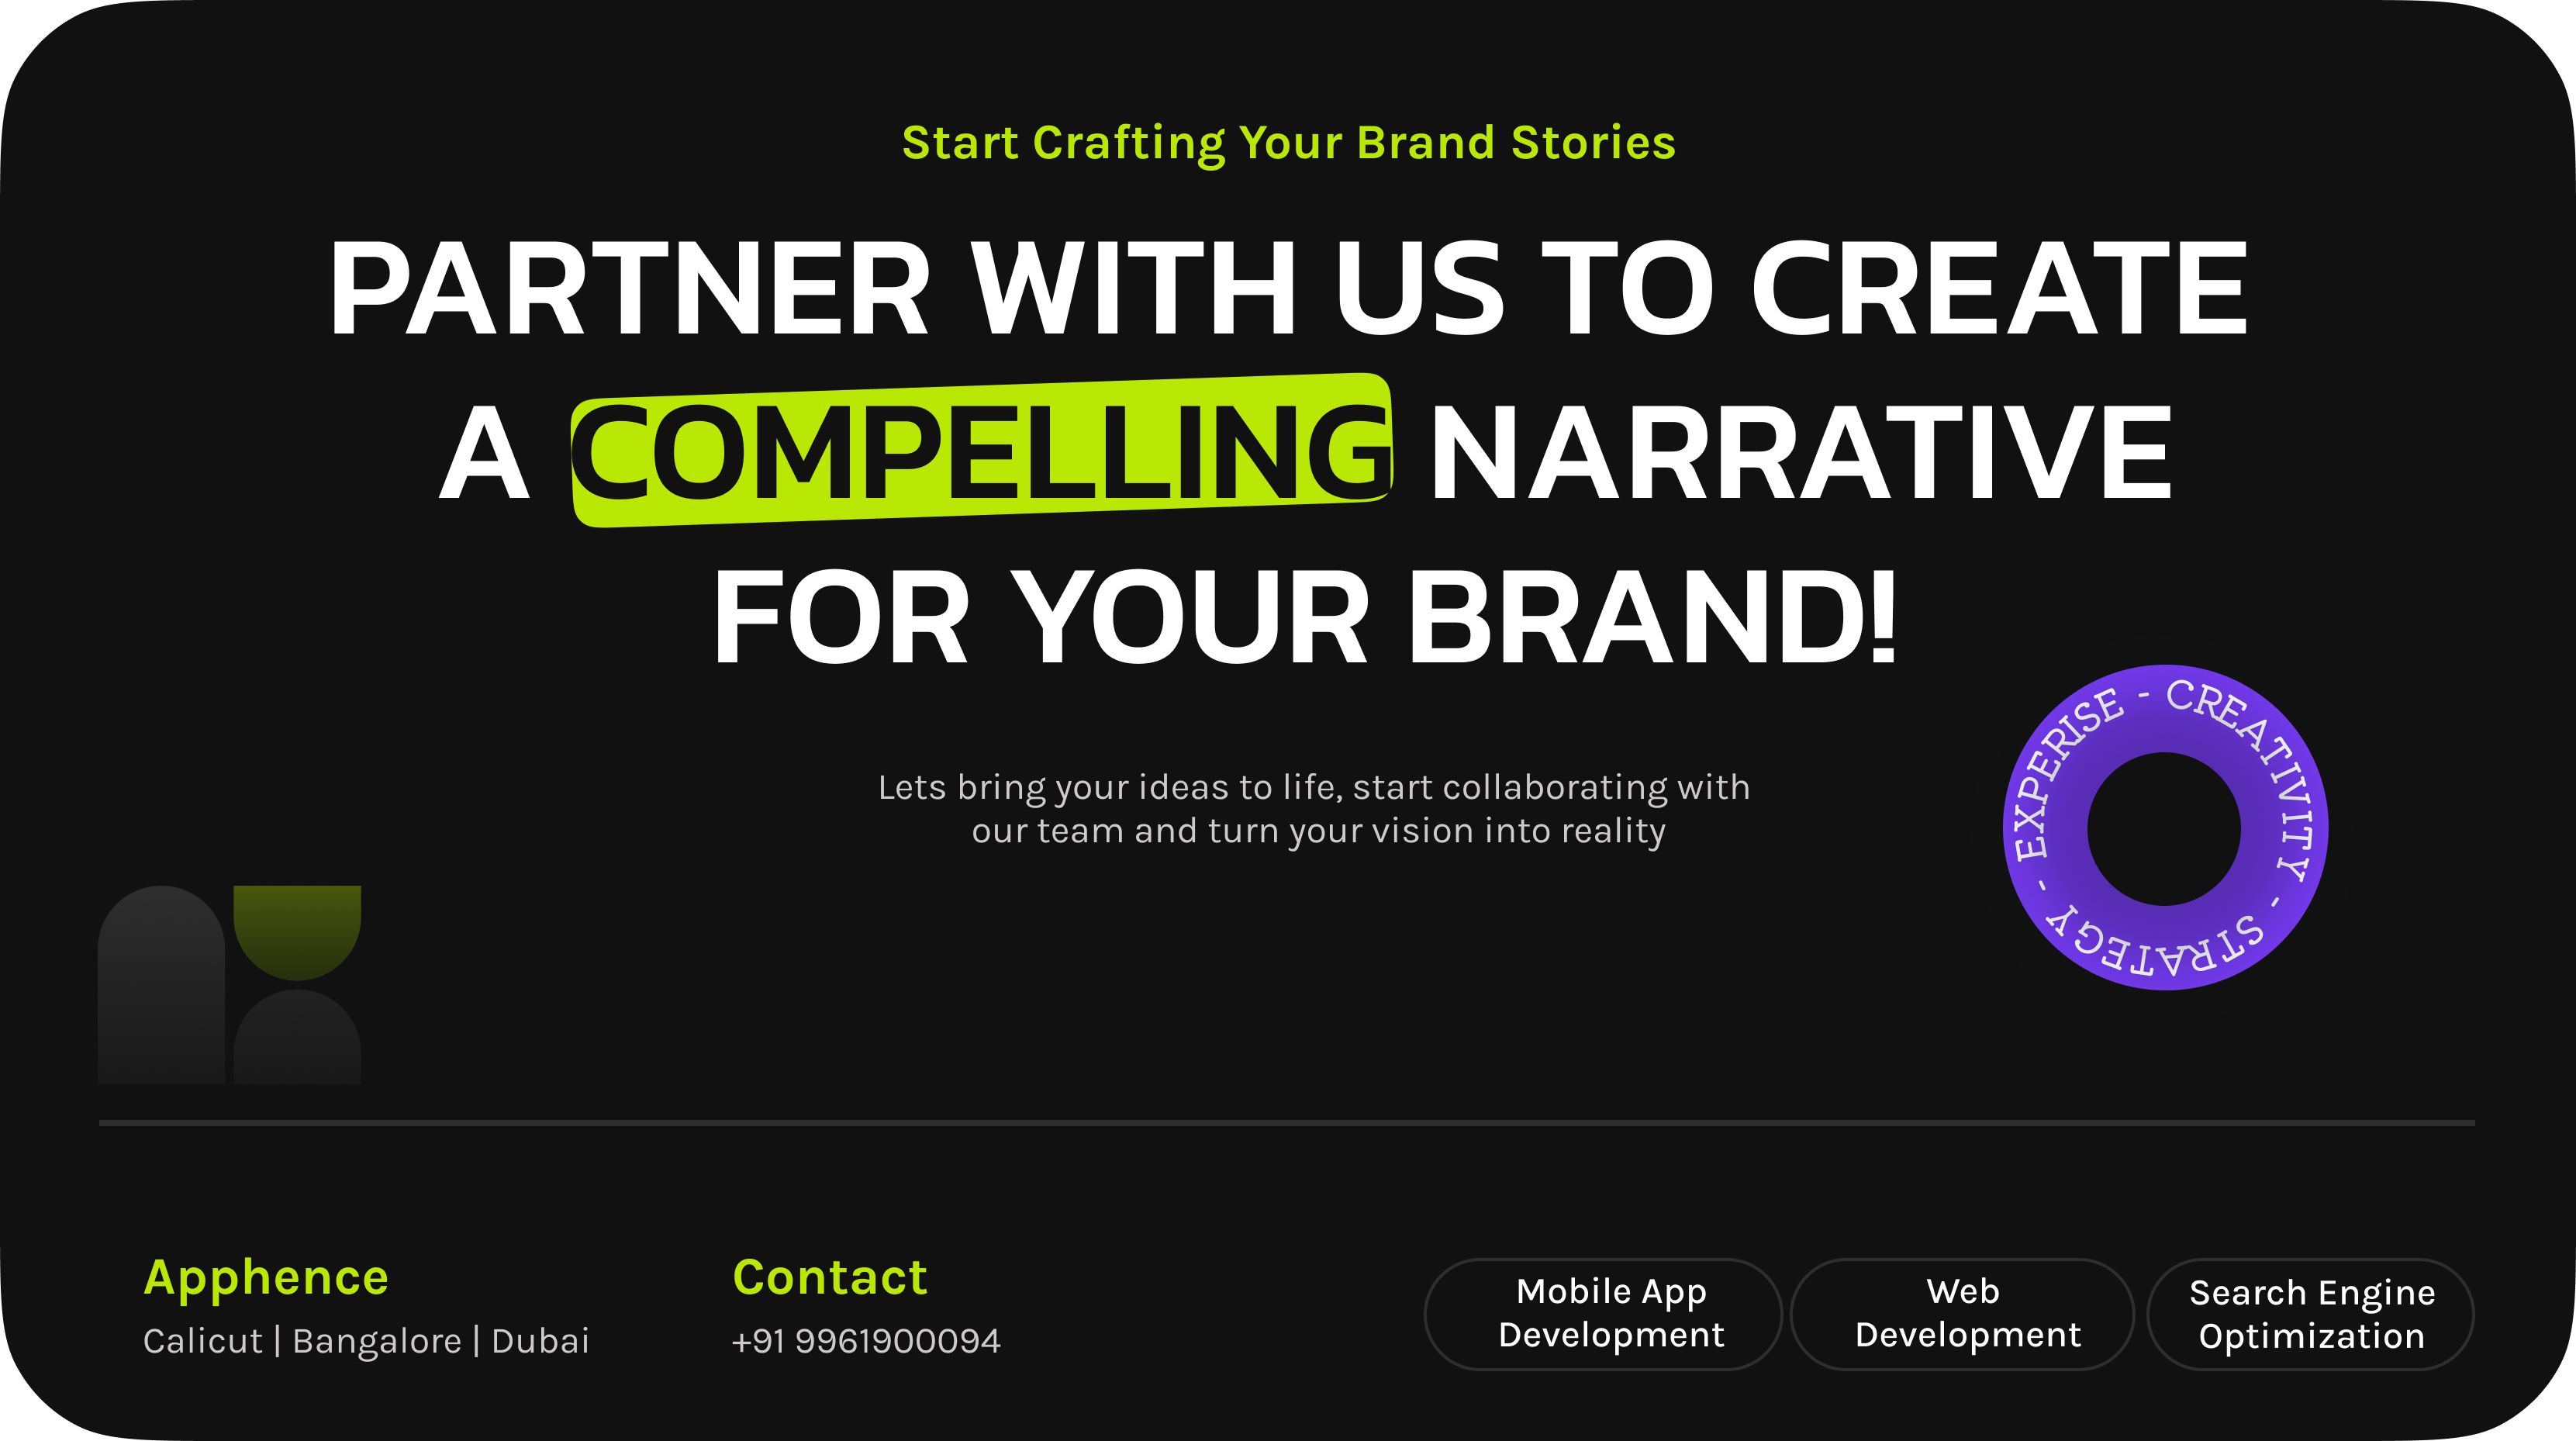 Start Crafting Your Brand Stories
PARTNER WITH US TO CREATE
A COMPELLING NARRATIVE
FOR YOUR BRAND!
Lets bring your ideas to life, start collaborating with
our team and turn your vision into reality
CREATIVITY - STRATEGY - EXPERISE -
Apphence
Calicut | Bangalore | Dubai
Contact
+91 9961900094
Mobile App
Development
Web
Development
Search Engine
Optimization